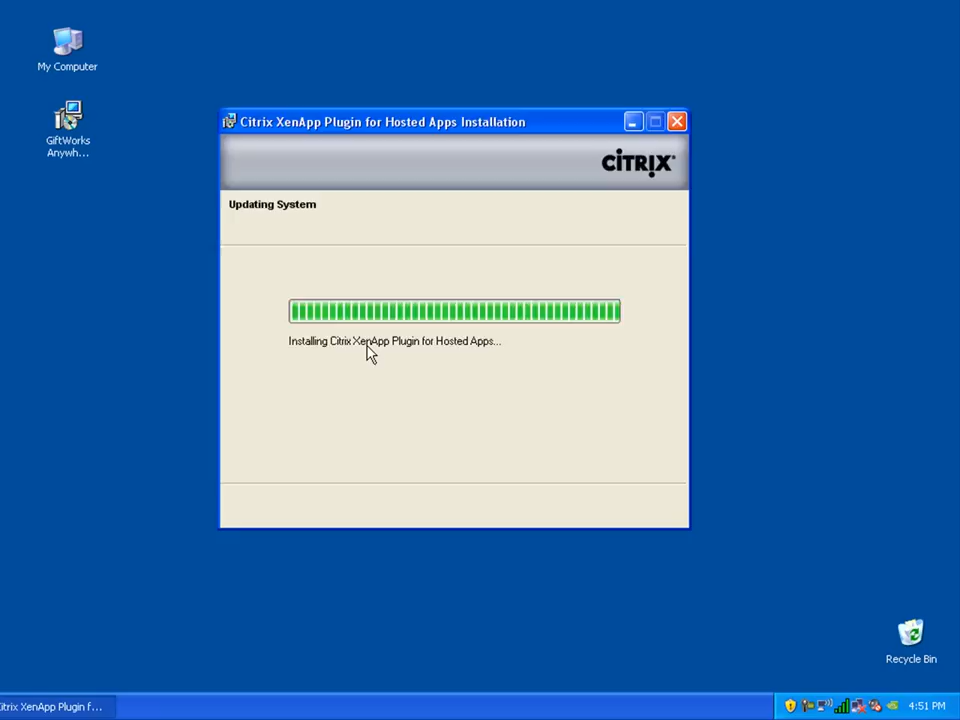 My Computer
GiftWorks
Anywh...
Citrix XenApp Plugin for Hosted Apps Installation
CITRIX
Updating System
Installing Citrix XenApp Plugin for Hosted Apps...
Recycle Bin
itrix XenApp Plugin f...
4:51 PM